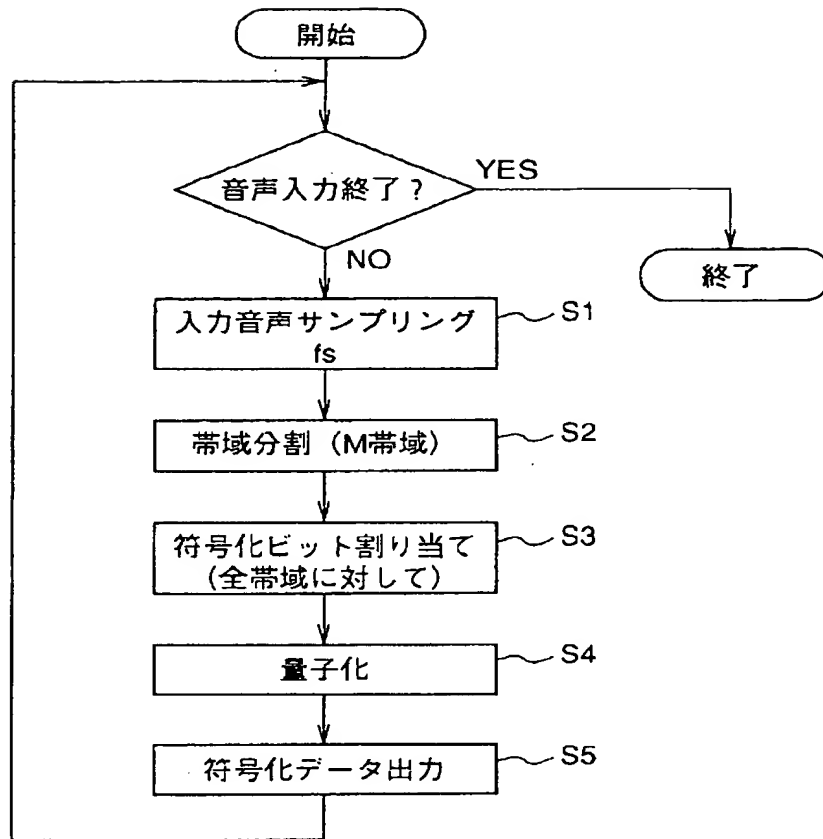 開始
音声入力終了?
YES
NO
終了
入力音声サンプリング
fs
S1
帯域分割（M帯域）
S2
符号化ビット割り当て
(全帯域に対して)
S3
量子化
S4
符号化データ出力
S5